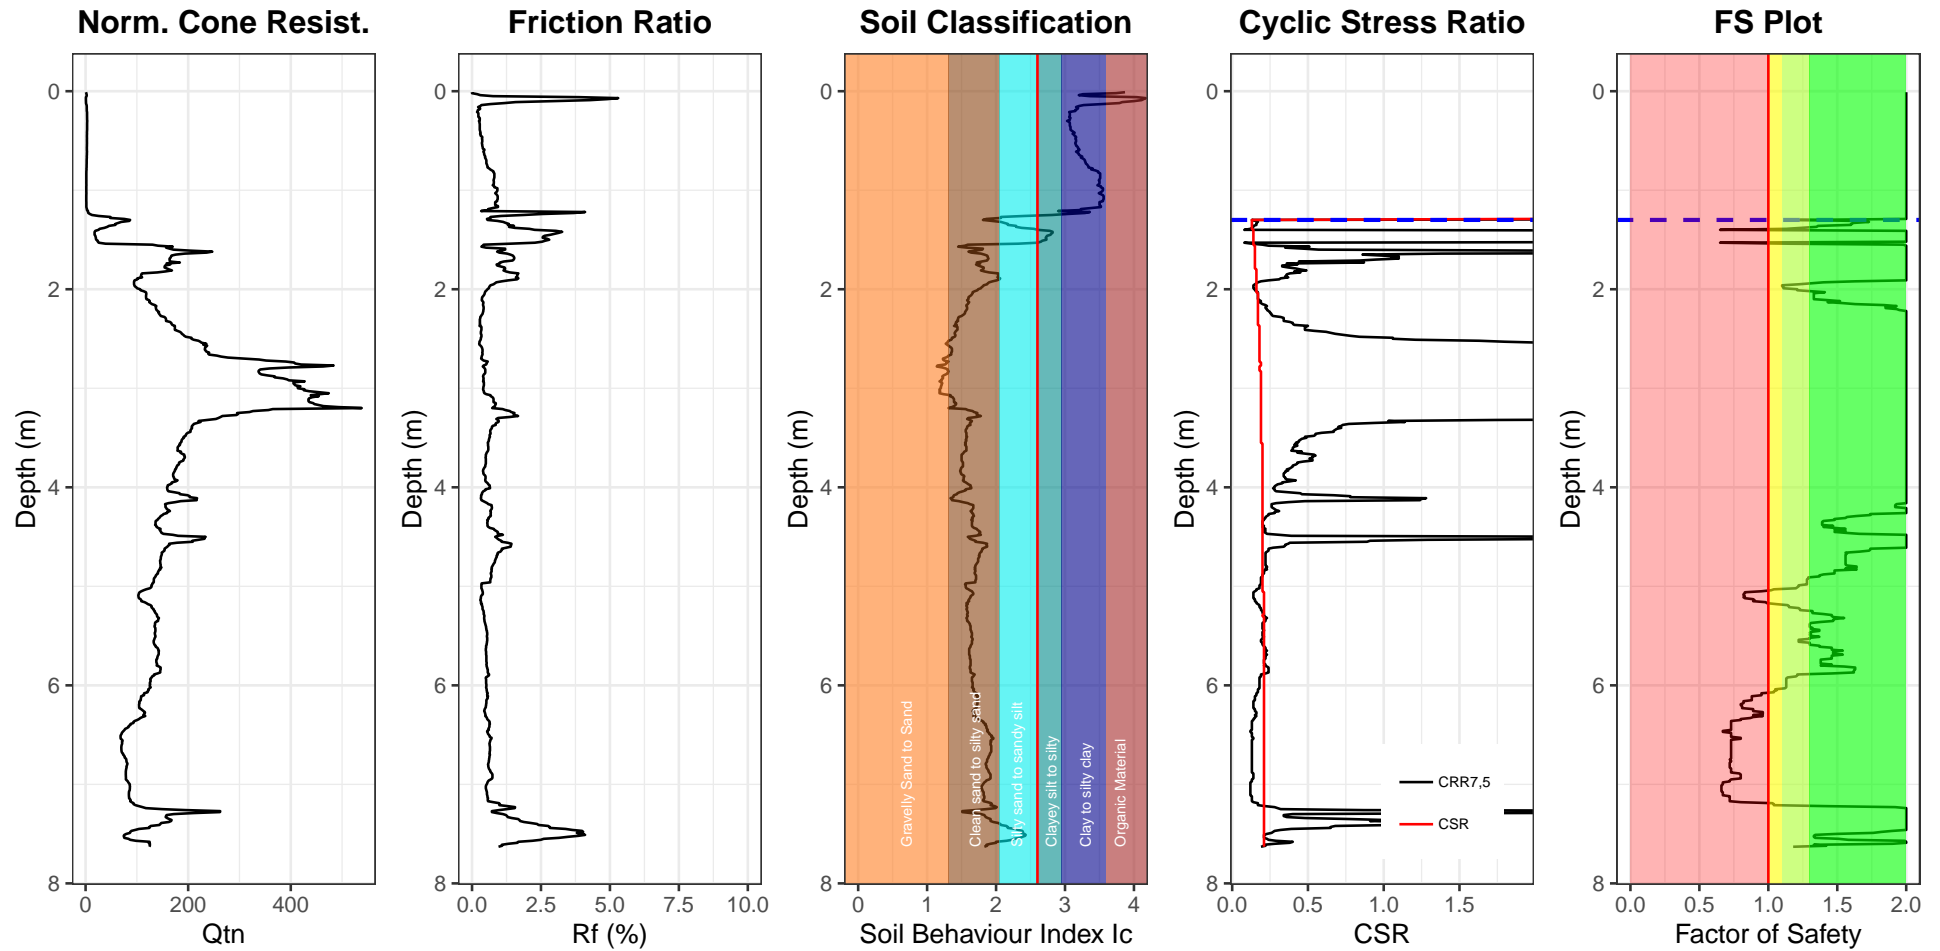 Norm. Cone Resist.
Friction Ratio
Soil Classification
Cyclic Stress Ratio
FS Plot
Depth (m)
0
2
4
6
8
0
200
400
Qtn
Depth (m)
0
2
4
6
8
0.0
2.5
5.0
7.5
10.0
Rf (%)
Depth (m)
0
2
4
6
8
Gravelly Sand to Sand
Clean sand to silty sand
Silty sand to sandy silt
Clayey silt to silty
Clay to silty clay
Organic Material
0
1
2
3
4
Soil Behaviour Index Ic
Depth (m)
0
2
4
6
8
CRR7,5
CSR
0.0
0.5
1.0
1.5
CSR
Depth (m)
0
2
4
6
8
0.0
0.5
1.0
1.5
2.0
Factor of Safety